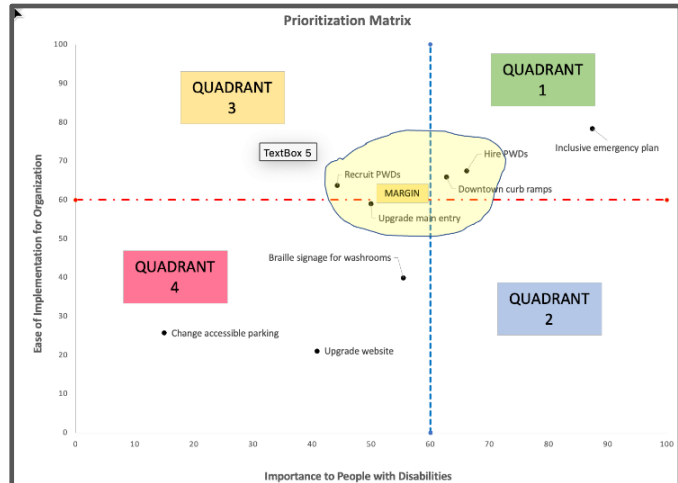 Prioritization Matrix
Ease of Implementation for Organization
100
90
80
70
60
50
40
30
20
10
0
QUADRANT
3
QUADRANT
1
TextBox 5
Inclusive emergency plan
Hire PWDs
Recruit PWDs
Downtown curb ramps
MARGIN
Upgrade main entry
Braille signage for washrooms
QUADRANT
4
QUADRANT
2
Change accessible parking
Upgrade website
0 10 20 30 40 50 60 70 80 90 100
Importance to People with Disabilities